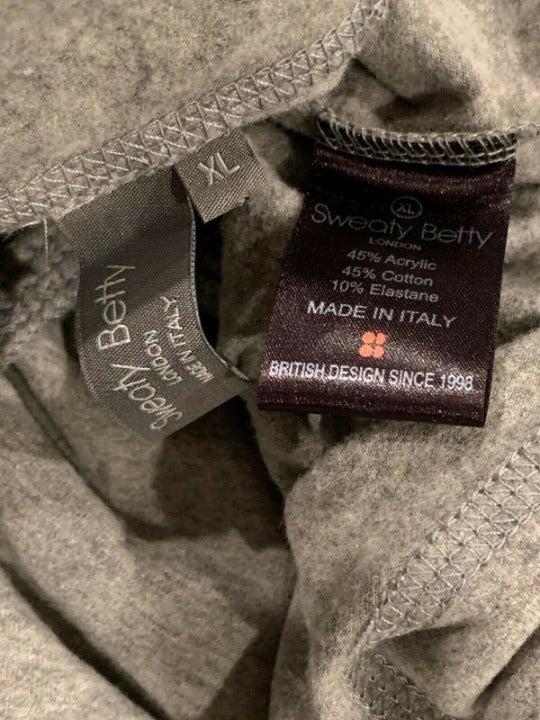 XL
Sweaty Betty
LONDON
MADE IN ITALY
XL
Sweaty Betty
LONDON
45% Acrylic
45% Cotton
10% Elastane
MADE IN ITALY
BRITISH DESIGN SINCE 1998